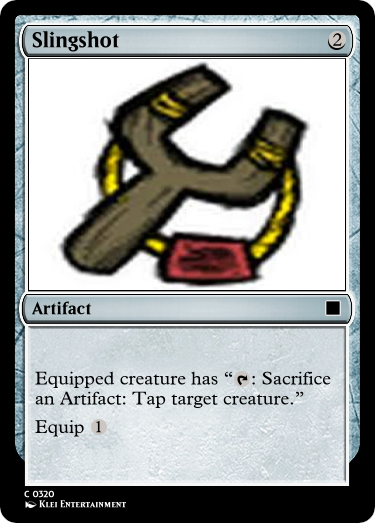 Slingshot 2
Artifact
Equipped creature has “ : Sacrifice
an Artifact: Tap target creature.”
Equip 1
C 0320
Klei Entertainment